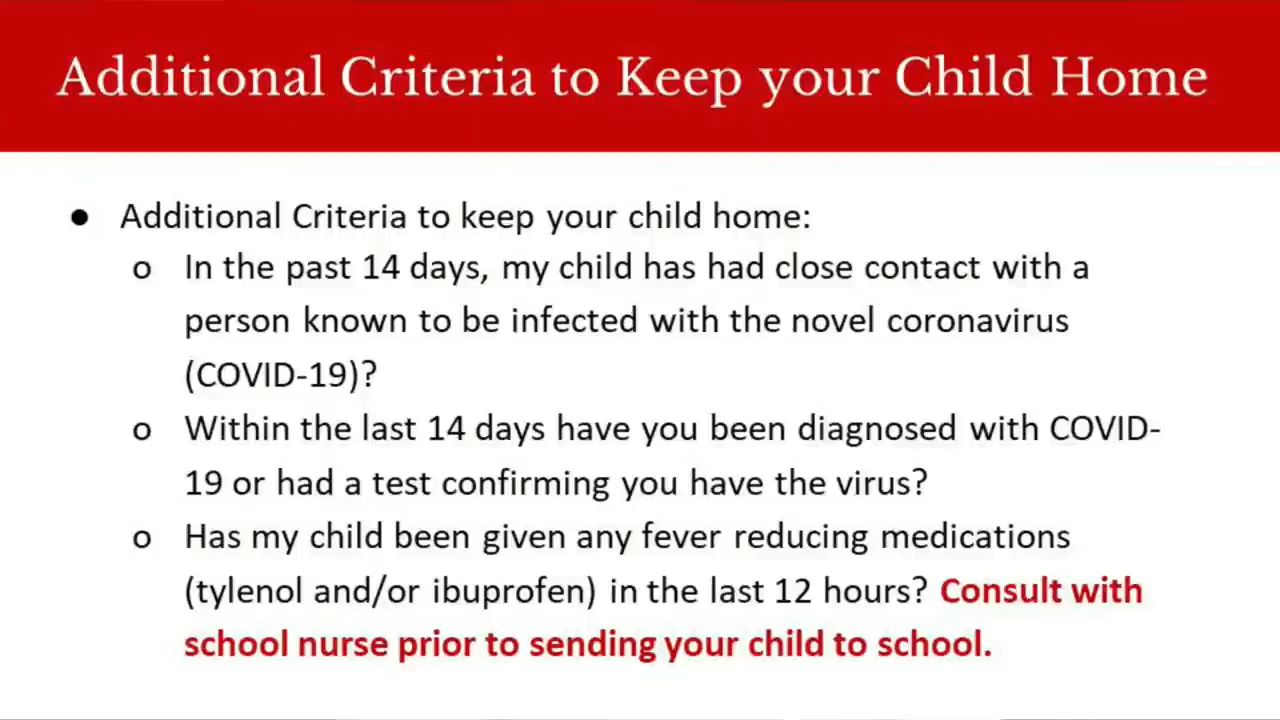 Additional Criteria to Keep your Child Home
● Additional Criteria to keep your child home:
o In the past 14 days, my child has had close contact with a
person known to be infected with the novel coronavirus
(COVID-19)?
o Within the last 14 days have you been diagnosed with COVID-
19 or had a test confirming you have the virus?
o Has my child been given any fever reducing medications
(tylenol and/or ibuprofen) in the last 12 hours? Consult with
school nurse prior to sending your child to school.